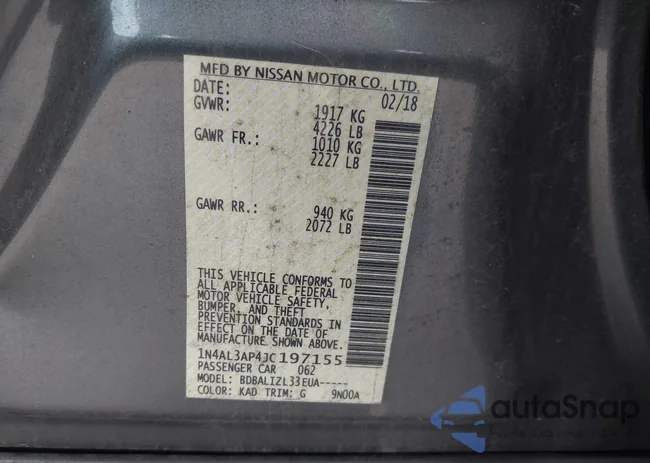 MFD BY NISSAN MOTOR CO., LTD.
DATE: 02/18
GVWR: 1917 KG
4226 LB
GAWR FR.: 1010 KG
2227 LB
GAWR RR.: 940 KG
2072 LB
THIS VEHICLE CONFORMS TO
ALL APPLICABLE FEDERAL
MOTOR VEHICLE SAFETY,
BUMPER, AND THEFT
PREVENTION STANDARDS IN
EFFECT ON THE DATE OF
MANUFACTURE SHOWN ABOVE.
1N4AL3AP4JC197155
PASSENGER CAR 062
MODEL: BDBALIZL33EUA-----
COLOR: KAD TRIM: G 9N00A
autoSnap